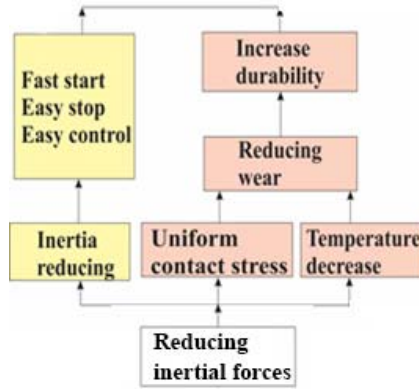 Increase
durability
Fast start
Easy stop
Easy control
Reducing
wear
Inertia
reducing
Uniform
contact stress
Temperature
decrease
Reducing
inertial forces